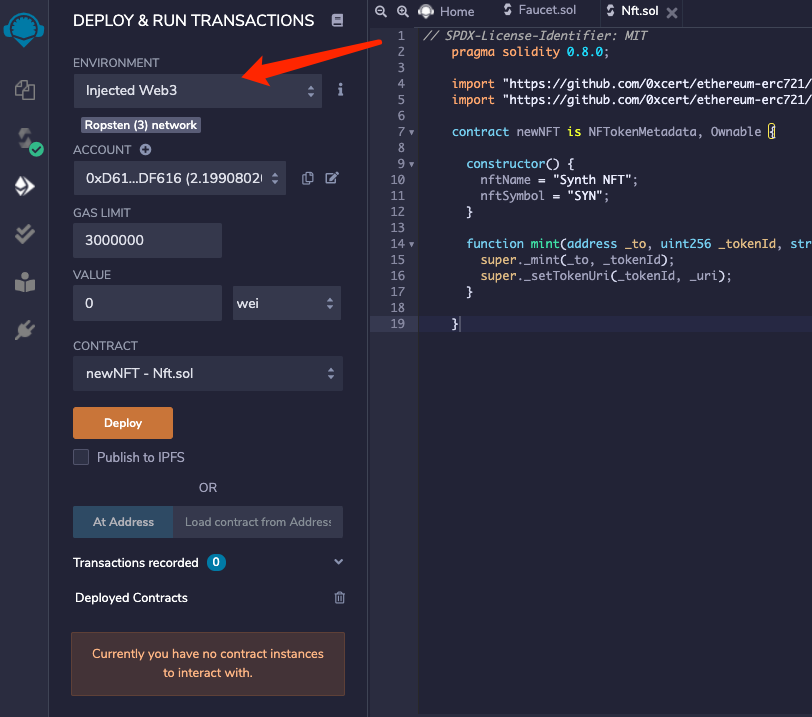 DEPLOY & RUN TRANSACTIONS
ENVIRONMENT
Injected Web3
Ropsten (3) network
ACCOUNT
0xD61...DF616 (2.1990802
GAS LIMIT
3000000
VALUE
0
wei
CONTRACT
newNFT - Nft.sol
Deploy
Publish to IPFS
OR
At Address
Load contract from Address
Transactions recorded 0
Deployed Contracts
Currently you have no contract instances
to interact with.
Home
Faucet.sol
Nft.sol
1 // SPDX-License-Identifier: MIT
2 pragma solidity 0.8.0;
3
4 import "https://github.com/0xcert/ethereum-erc721/
5 import "https://github.com/0xcert/ethereum-erc721/
6
7 contract newNFT is NFTokenMetadata, Ownable {
8
9 constructor() {
10 nftName = "Synth NFT";
11 nftSymbol = "SYN";
12 }
13
14 function mint(address _to, uint256 _tokenId, str
15 super._mint(_to, _tokenId);
16 super._setTokenUri(_tokenId, _uri);
17 }
18
19 }